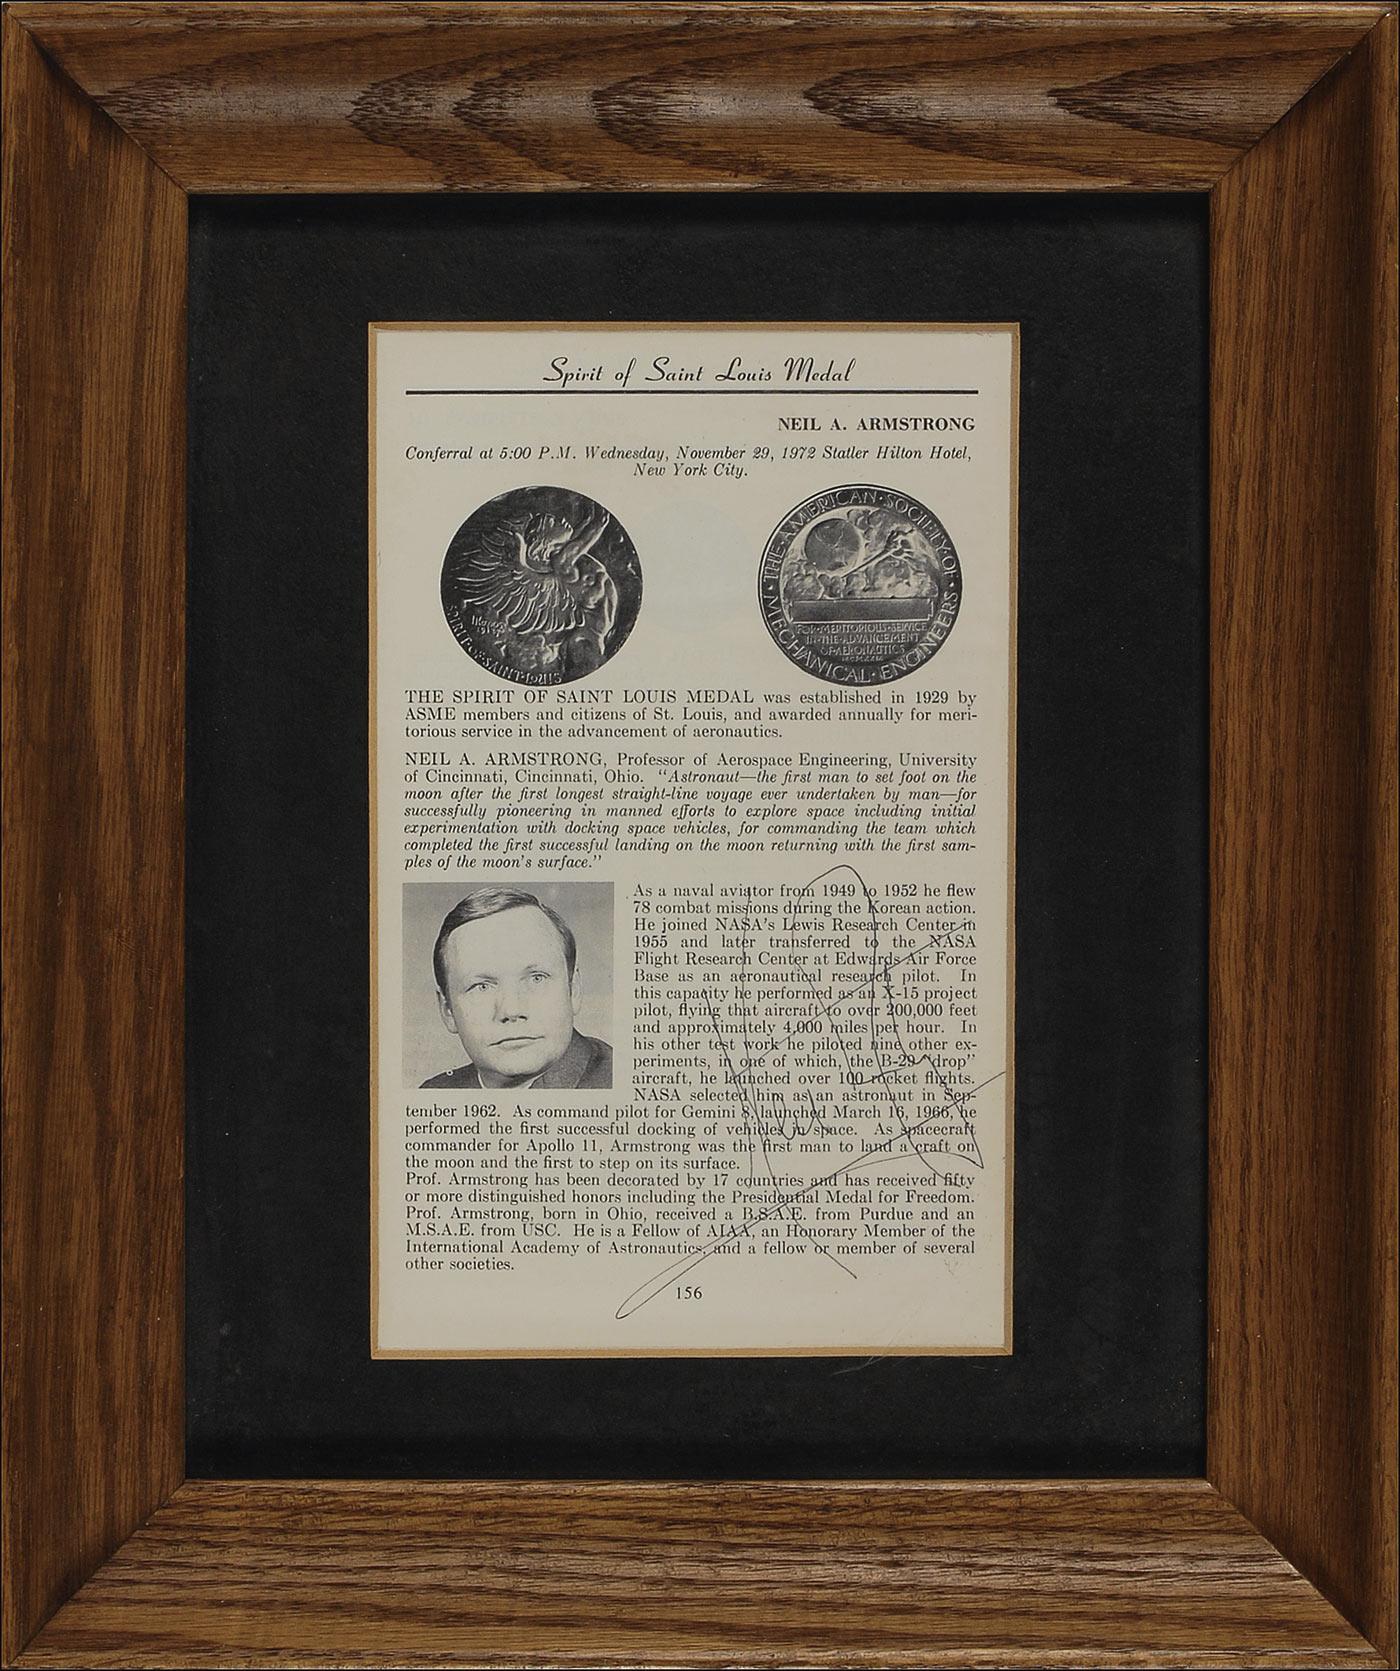 Spirit of Saint Louis Medal
NEIL A. ARMSTRONG
Conferral at 5:00 P.M. Wednesday, November 29, 1972 Statler Hilton Hotel,
New York City.
SPIRIT·OF·SAINT·LOUIS
·THE·AMERICAN·SOCIETY·OF·
MECHANICAL·ENGINEERS
FOR·MERITORIOUS·SERVICE
IN·THE·ADVANCEMENT
OF·AERONAUTICS
MCMXXIX
THE SPIRIT OF SAINT LOUIS MEDAL was established in 1929 by
ASME members and citizens of St. Louis, and awarded annually for meri-
torious service in the advancement of aeronautics.
NEIL A. ARMSTRONG, Professor of Aerospace Engineering, University
of Cincinnati, Cincinnati, Ohio. "Astronaut—the first man to set foot on the
moon after the first longest straight-line voyage ever undertaken by man—for
successfully pioneering in manned efforts to explore space including initial
experimentation with docking space vehicles, for commanding the team which
completed the first successful landing on the moon returning with the first sam-
ples of the moon's surface."
As a naval aviator from 1949 to 1952 he flew
78 combat missions during the Korean action.
He joined NASA's Lewis Research Center in
1955 and later transferred to the NASA
Flight Research Center at Edwards Air Force
Base as an aeronautical research pilot. In
this capacity he performed as an X-15 project
pilot, flying that aircraft to over 200,000 feet
and approximately 4,000 miles per hour. In
his other test work he piloted nine other ex-
periments, in one of which, the B-29 "drop"
aircraft, he launched over 100 rocket flights.
NASA selected him as an astronaut in Sep-
tember 1962. As command pilot for Gemini 8, launched March 16, 1966, he
performed the first successful docking of vehicles in space. As spacecraft
commander for Apollo 11, Armstrong was the first man to land a craft on
the moon and the first to step on its surface.
Prof. Armstrong has been decorated by 17 countries and has received fifty
or more distinguished honors including the Presidential Medal for Freedom.
Prof. Armstrong, born in Ohio, received a B.S.A.E. from Purdue and an
M.S.A.E. from USC. He is a Fellow of AIAA, an Honorary Member of the
International Academy of Astronautics, and a fellow or member of several
other societies.
156